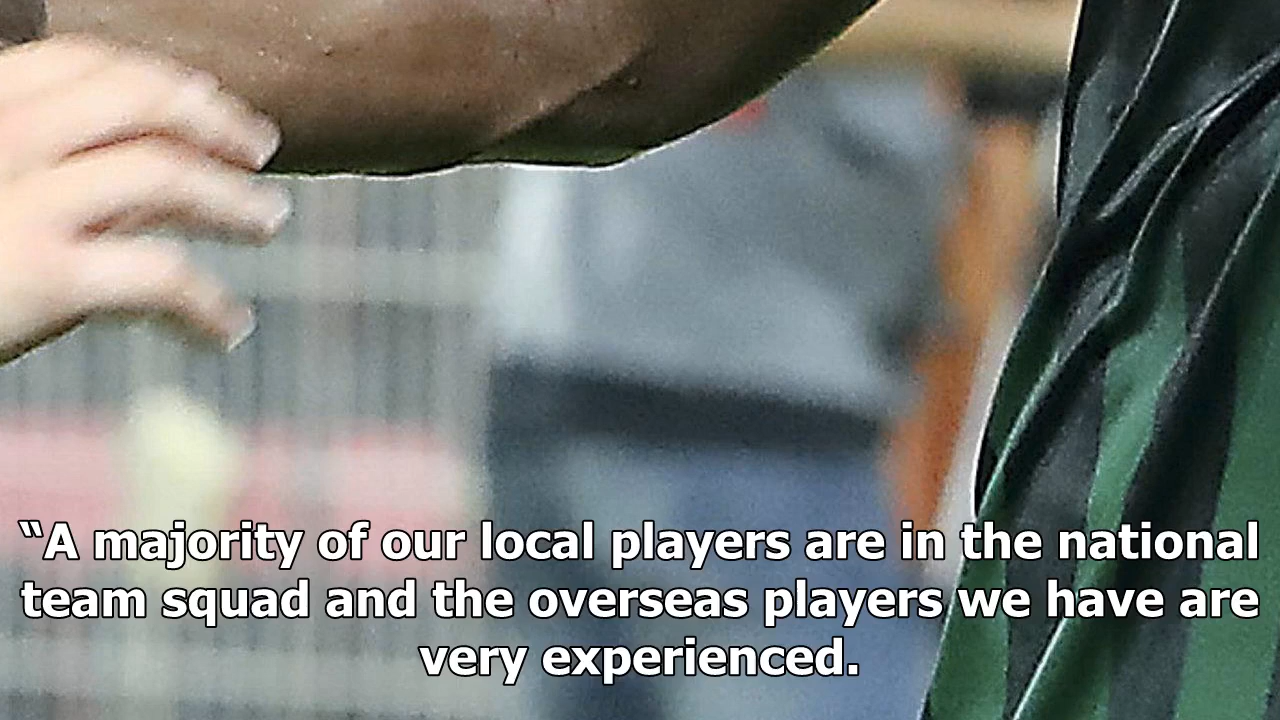 “A majority of our local players are in the national
team squad and the overseas players we have are
very experienced.